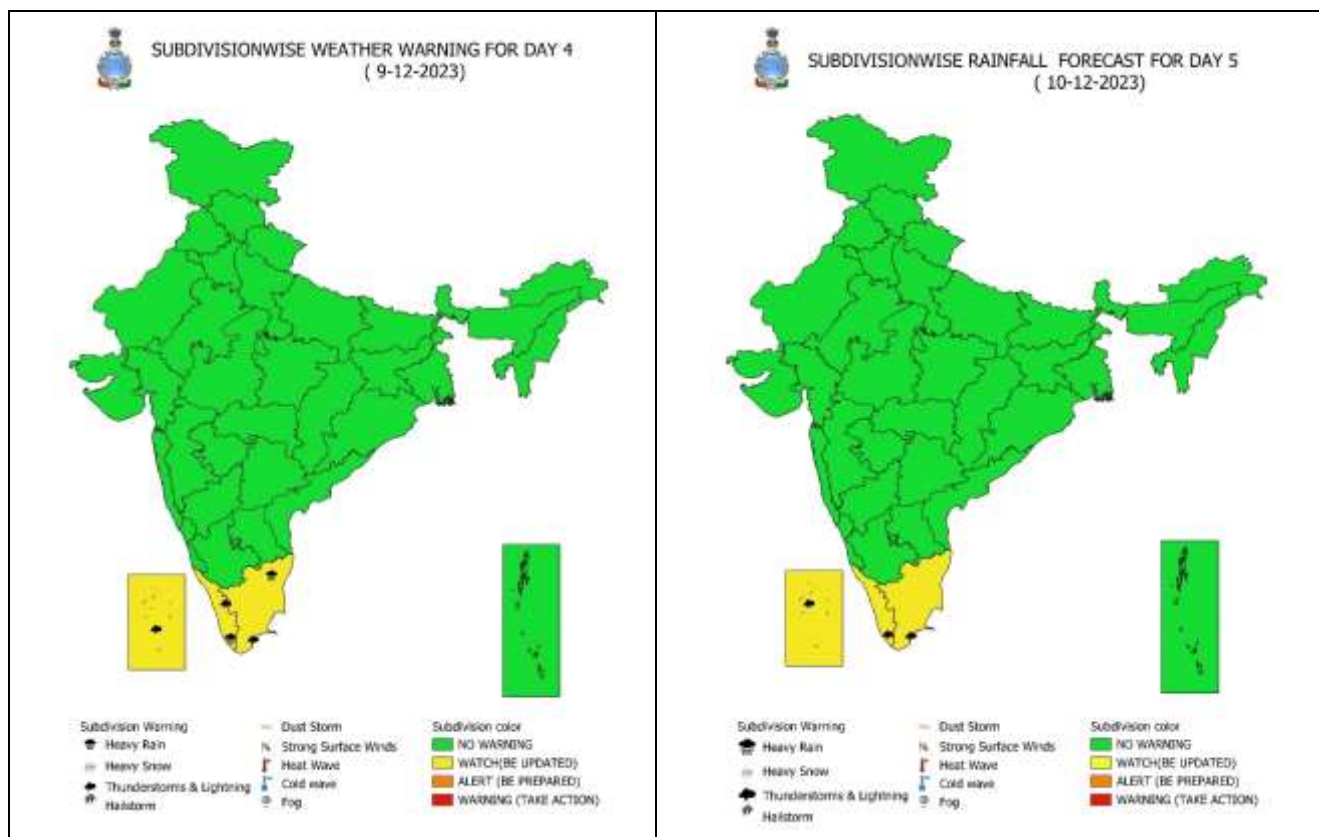 SUBDIVISIONWISE WEATHER WARNING FOR DAY 4
( 9-12-2023)
Subdivision Warning
Heavy Rain
Heavy Snow
Thunderstorms & Lightning
Hailstorm
Dust Storm
Strong Surface Winds
Heat Wave
Cold wave
Fog
Subdivision color
NO WARNING
WATCH(BE UPDATED)
ALERT (BE PREPARED)
WARNING (TAKE ACTION)
SUBDIVISIONWISE RAINFALL FORECAST FOR DAY 5
( 10-12-2023)
Subdivision Warning
Heavy Rain
Heavy Snow
Thunderstorms & Lightning
Hailstorm
Dust Storm
Strong Surface Winds
Heat Wave
Cold wave
Fog
Subdivision color
NO WARNING
WATCH(BE UPDATED)
ALERT (BE PREPARED)
WARNING (TAKE ACTION)